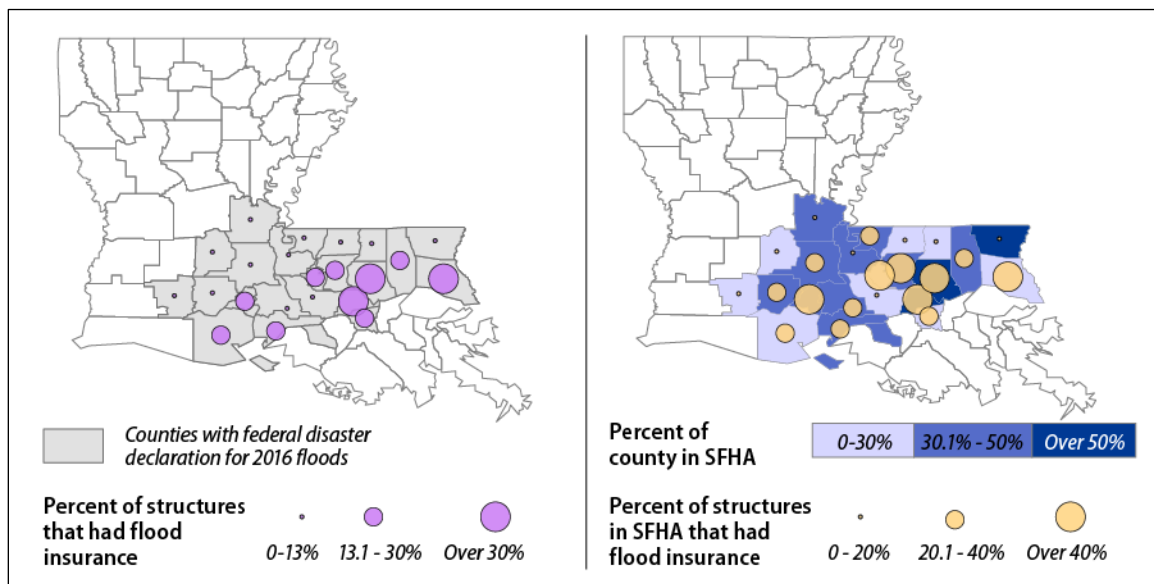 Counties with federal disaster
declaration for 2016 floods
Percent of structures
that had flood
insurance
0-13%
13.1 - 30%
Over 30%
Percent of
county in SFHA
0-30%
30.1% - 50%
Over 50%
Percent of structures
in SFHA that had
flood insurance
0 - 20%
20.1 - 40%
Over 40%